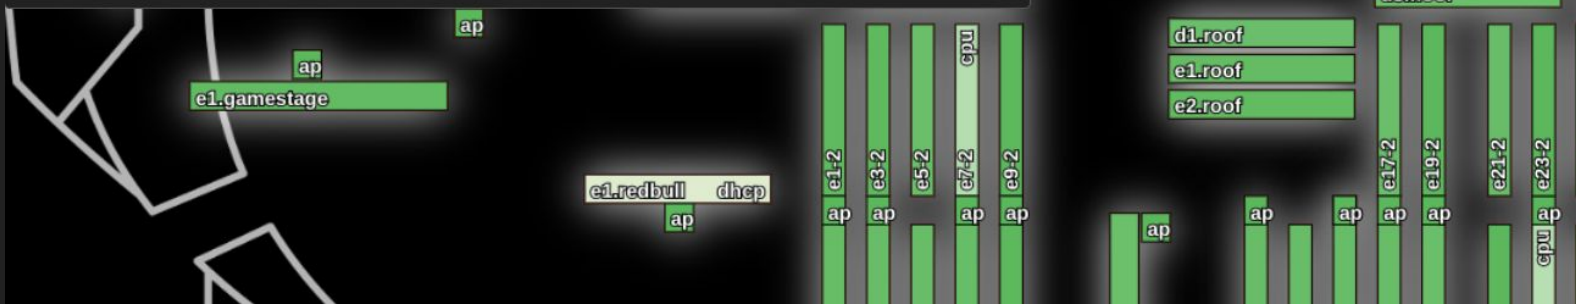 ap
ap
e1.gamestage
e1.redbull dhcp
ap
e1-2
e3-2
e5-2
cpu
e7-2
e9-2
ap
ap
ap
ap
d1.roof
e1.roof
e2.roof
e17-2
e19-2
e21-2
e23-2
ap
ap
ap
ap
ap
ap
cpu